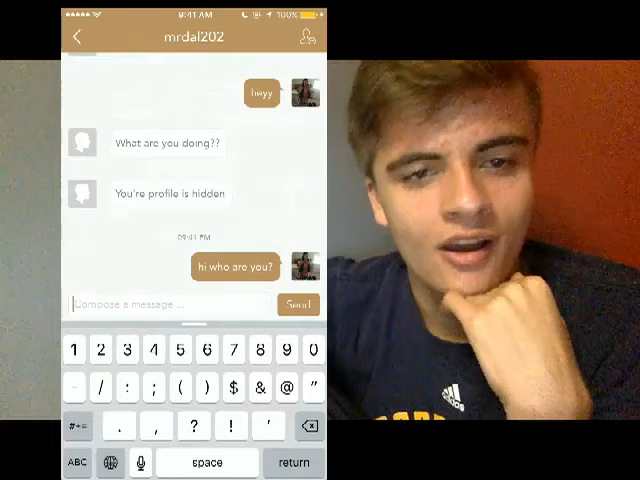 9:41 AM 100%
mrdal202
heyy
What are you doing??
You're profile is hidden
09:41 PM
hi who are you?
Compose a message ...
Send
1 2 3 4 5 6 7 8 9 0
- / : ; ( ) $ & @ "
#+= . , ? ! '
ABC space return
adidas